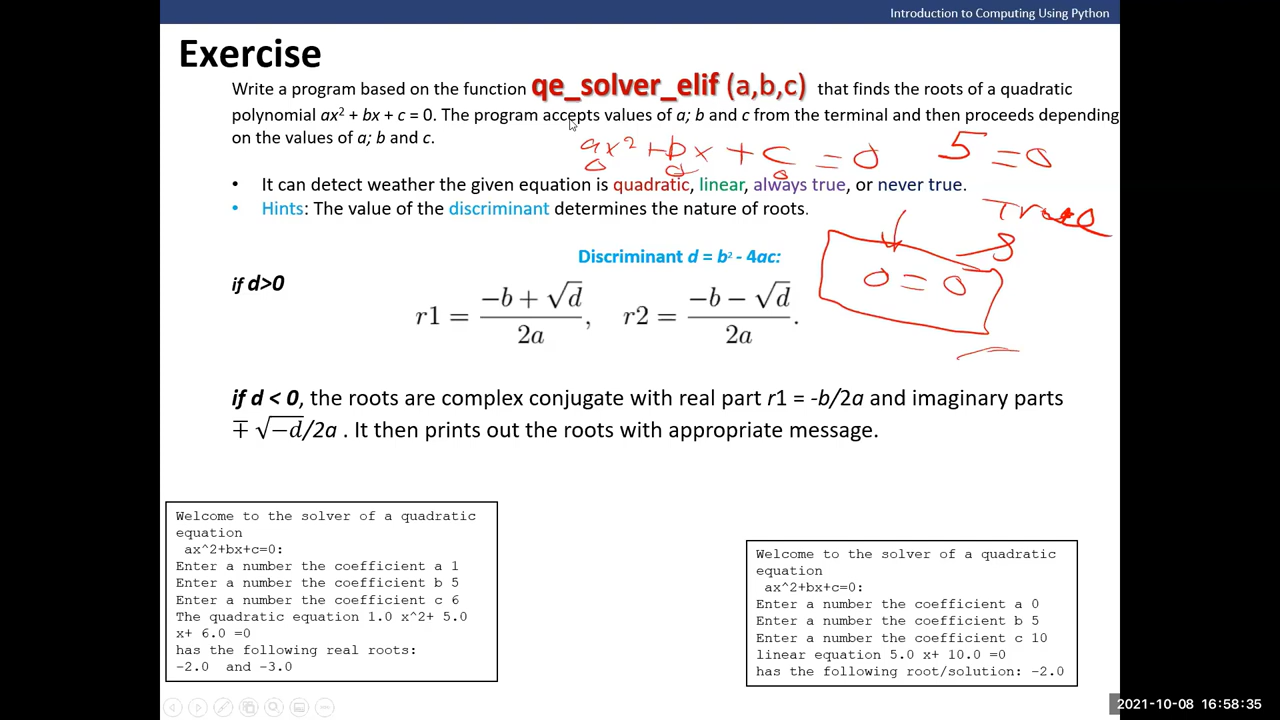 Introduction to Computing Using Python
Exercise
Write a program based on the function qe_solver_elif (a,b,c) that finds the roots of a quadratic
polynomial ax² + bx + c = 0. The program accepts values of a; b and c from the terminal and then proceeds depending
on the values of a; b and c.
ax² + bx + c = 0
5 = 0
0 0 0
• It can detect weather the given equation is quadratic, linear, always true, or never true.
• Hints: The value of the discriminant determines the nature of roots.
0 = 0
Discriminant d = b² - 4ac:
if d>0
r1 = (-b + √d)/2a, r2 = (-b − √d)/2a.
if d < 0, the roots are complex conjugate with real part r1 = -b/2a and imaginary parts
∓ √−d/2a . It then prints out the roots with appropriate message.
Welcome to the solver of a quadratic
equation
ax^2+bx+c=0:
Enter a number the coefficient a 1
Enter a number the coefficient b 5
Enter a number the coefficient c 6
The quadratic equation 1.0 x^2+ 5.0
x+ 6.0 =0
has the following real roots:
-2.0 and -3.0
Welcome to the solver of a quadratic
equation
ax^2+bx+c=0:
Enter a number the coefficient a 0
Enter a number the coefficient b 5
Enter a number the coefficient c 10
linear equation 5.0 x+ 10.0 =0
has the following root/solution: -2.0
2021-10-08 16:58:35